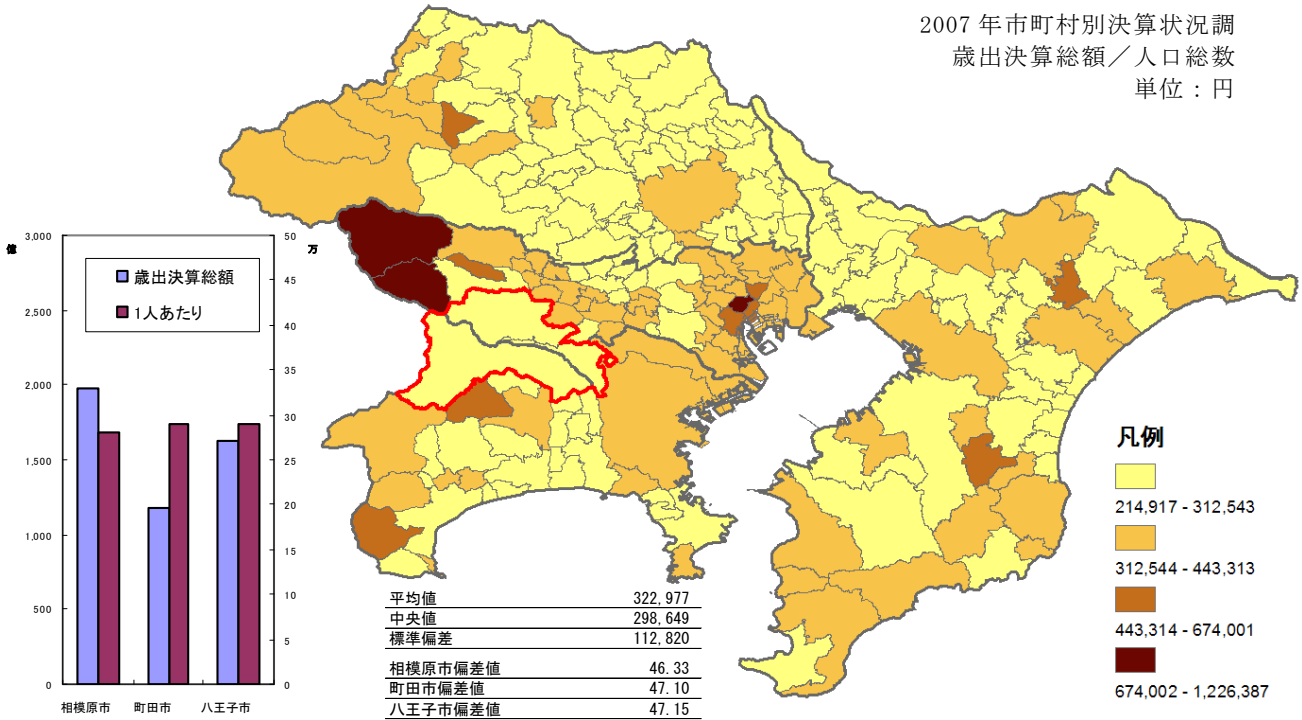 2007 年市町村別決算状況調
歳出決算総額／人口総数
単位：円
億
万
3,000
2,500
2,000
1,500
1,000
500
0
50
45
40
35
30
25
20
15
10
5
0
歳出決算総額
1人あたり
相模原市
町田市
八王子市
平均値 322,977
中央値 298,649
標準偏差 112,820
相模原市偏差値 46.33
町田市偏差値 47.10
八王子市偏差値 47.15
凡例
214,917 - 312,543
312,544 - 443,313
443,314 - 674,001
674,002 - 1,226,387